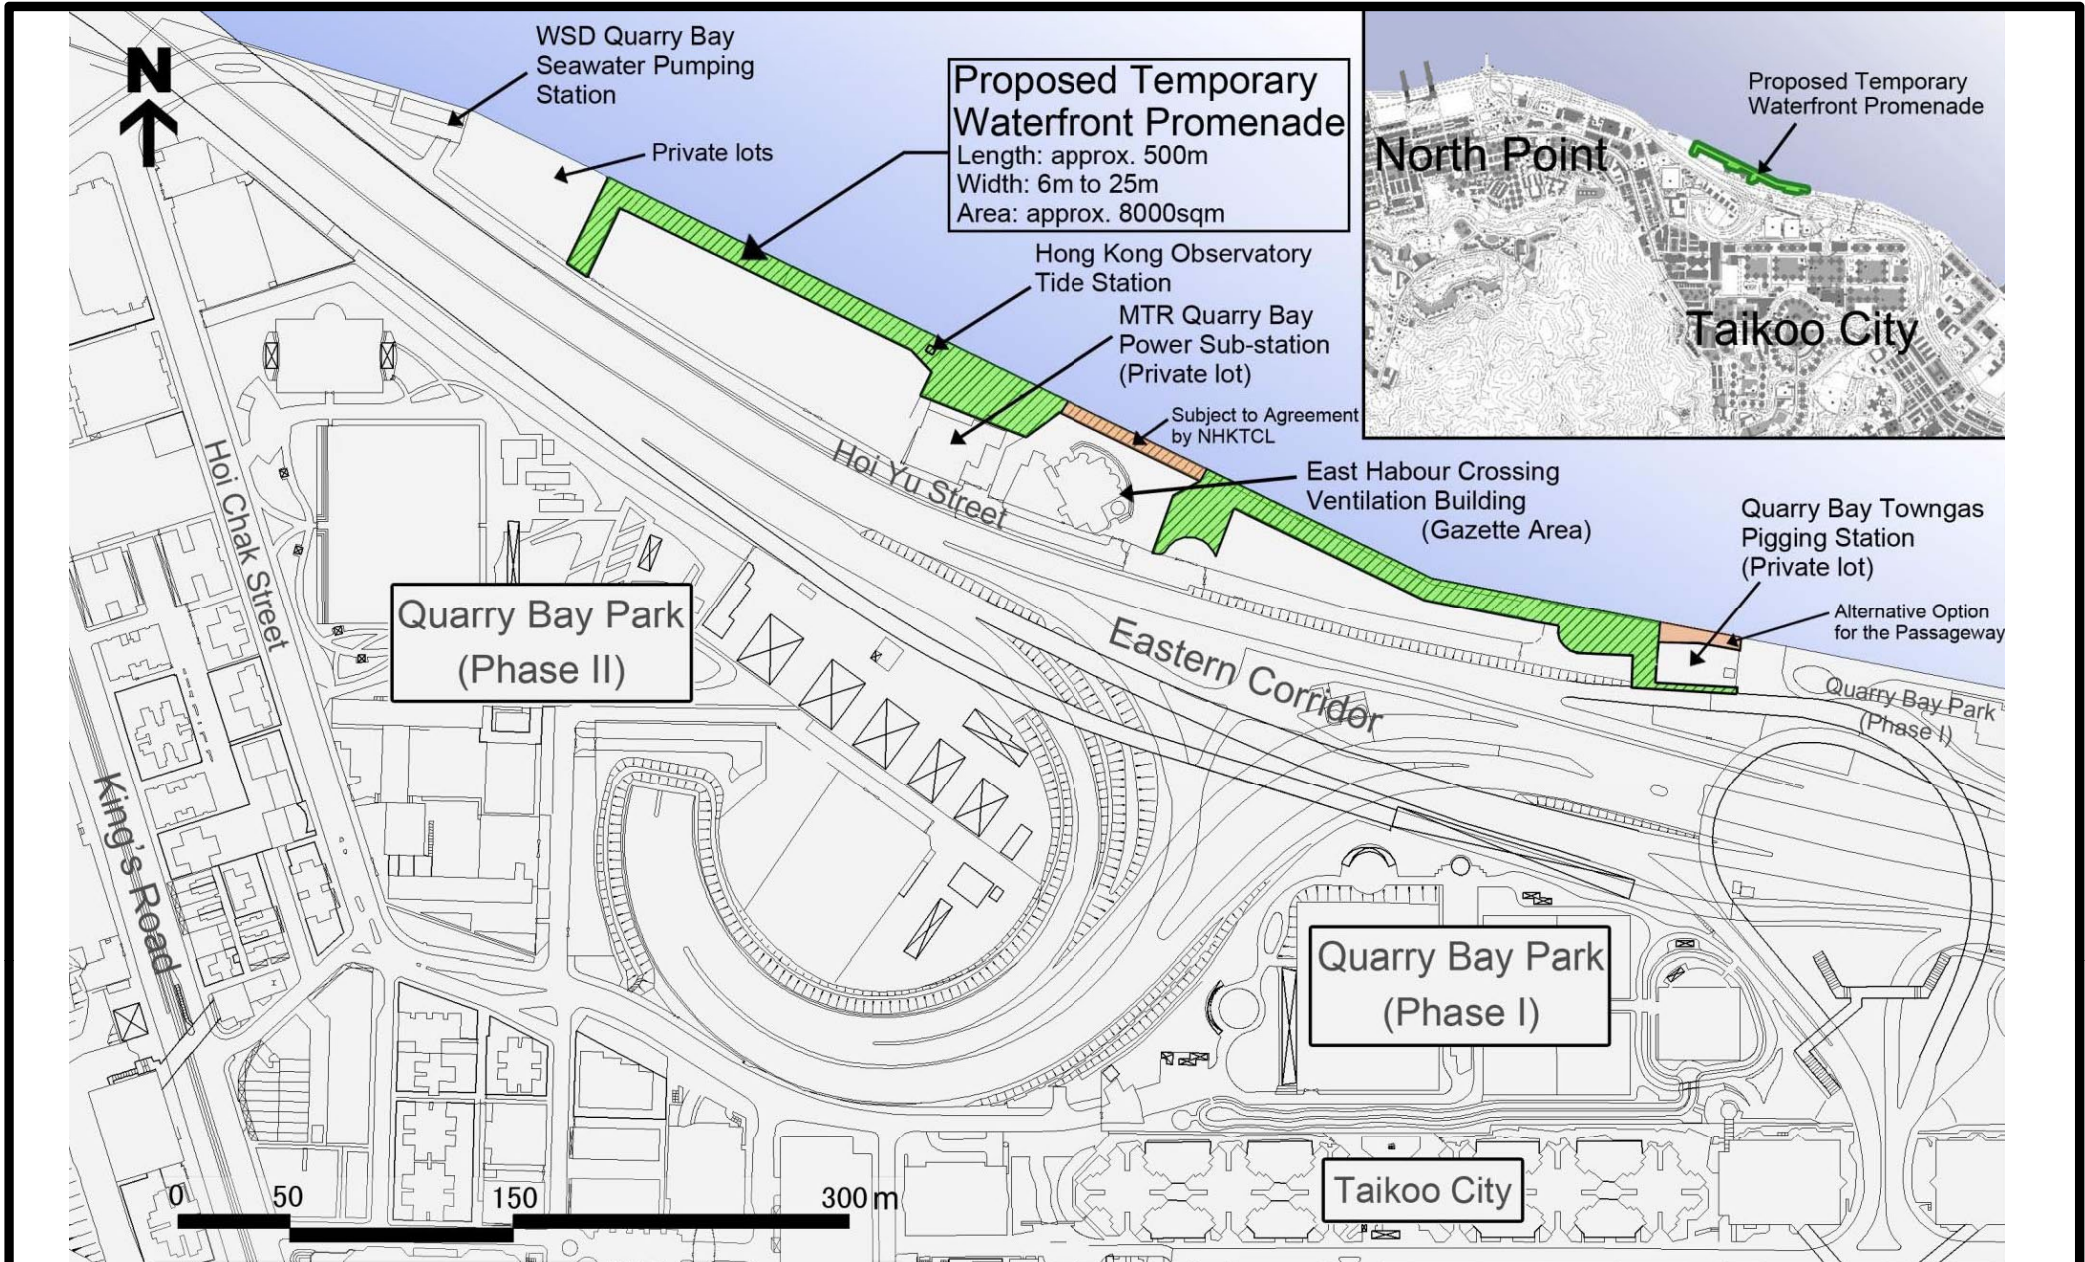 N
WSD Quarry Bay
Seawater Pumping
Station
Private lots
Proposed Temporary
Waterfront Promenade
Length: approx. 500m
Width: 6m to 25m
Area: approx. 8000sqm
Hong Kong Observatory
Tide Station
MTR Quarry Bay
Power Sub-station
(Private lot)
Subject to Agreement
by NHKTCL
East Habour Crossing
Ventilation Building
(Gazette Area)
Quarry Bay Towngas
Pigging Station
(Private lot)
Alternative Option
for the Passageway
Proposed Temporary
Waterfront Promenade
North Point
Taikoo City
Hoi Yu Street
Hoi Chak Street
Eastern Corridor
King's Road
Quarry Bay Park
(Phase II)
Quarry Bay Park
(Phase I)
Quarry Bay Park
(Phase I)
Taikoo City
0 50 150 300 m